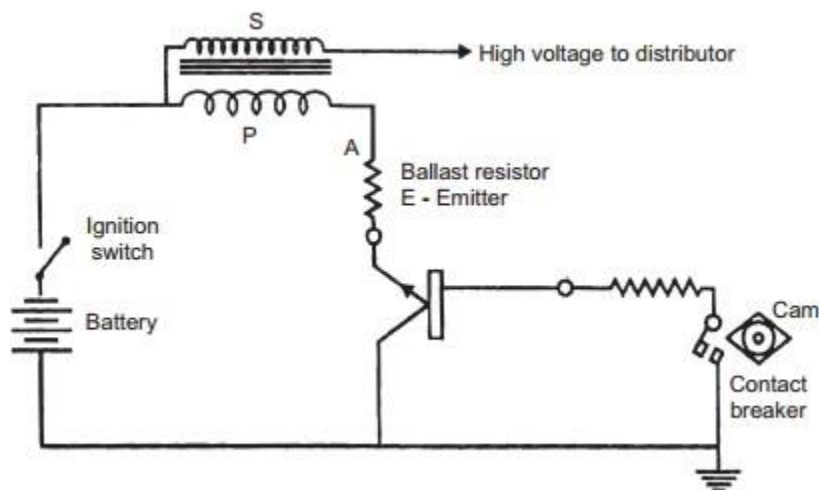 S
High voltage to distributor
P
A
Ballast resistor
E - Emitter
Ignition
switch
Battery
Cam
Contact
breaker